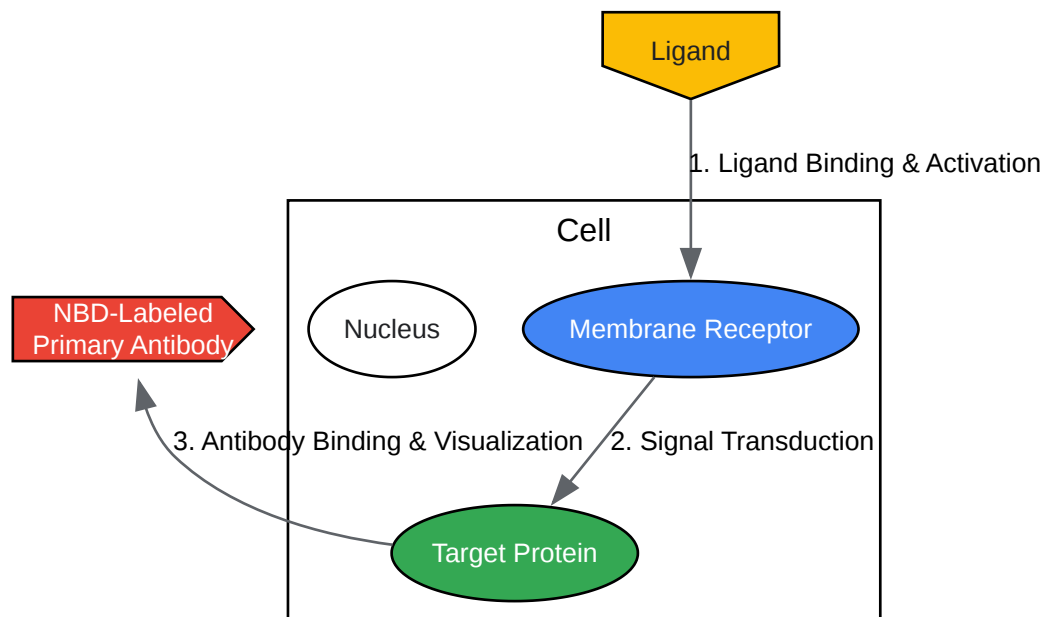 Ligand
1. Ligand Binding & Activation
Cell
NBD-Labeled
Primary Antibody
Nucleus
Membrane Receptor
3. Antibody Binding & Visualization
2. Signal Transduction
Target Protein